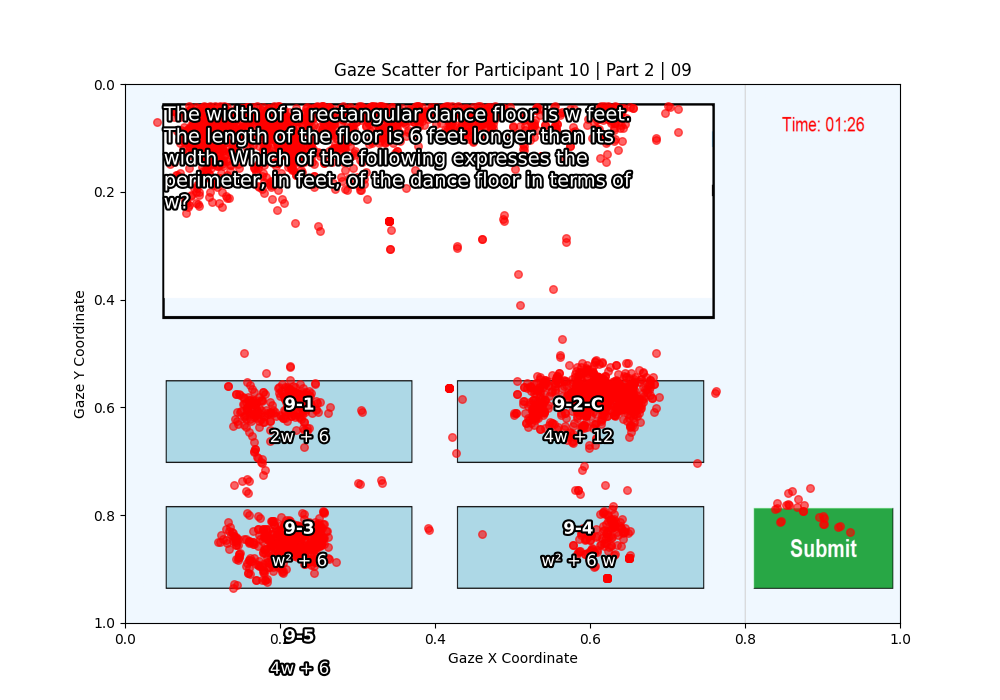 Gaze Scatter for Participant 10 | Part 2 | 09
The width of a rectangular dance floor is w feet.
The length of the floor is 6 feet longer than its
width. Which of the following expresses the
perimeter, in feet, of the dance floor in terms of
w?
Time: 01:26
Gaze Y Coordinate
0.0
0.2
0.4
0.6
0.8
1.0
9-1
2w + 6
9-2-C
4w + 12
9-3
w² + 6
9-4
w² + 6 w
Submit
0.0 0.2 0.4 0.6 0.8 1.0
9-5
4w + 6
Gaze X Coordinate